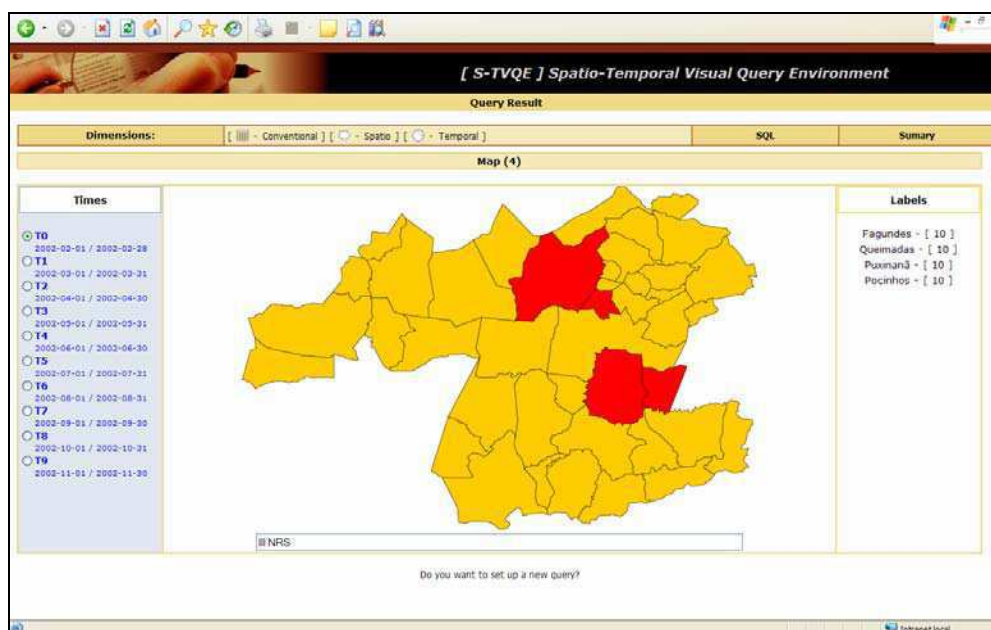 [ S-TVQE ] Spatio-Temporal Visual Query Environment
Query Result
Dimensions:
[ - Conventional ] [ - Spatio ] [ - Temporal ]
SQL
Sumary
Map (4)
Times
T0
2002-02-01 / 2002-02-28
T1
2002-03-01 / 2002-03-31
T2
2002-04-01 / 2002-04-30
T3
2002-05-01 / 2002-05-31
T4
2002-06-01 / 2002-06-30
T5
2002-07-01 / 2002-07-31
T6
2002-08-01 / 2002-08-31
T7
2002-09-01 / 2002-09-30
T8
2002-10-01 / 2002-10-31
T9
2002-11-01 / 2002-11-30
Labels
Fagundes - [ 10 ]
Queimadas - [ 10 ]
Puxinanã - [ 10 ]
Pocinhos - [ 10 ]
NRS
Do you want to set up a new query?
Intranet local